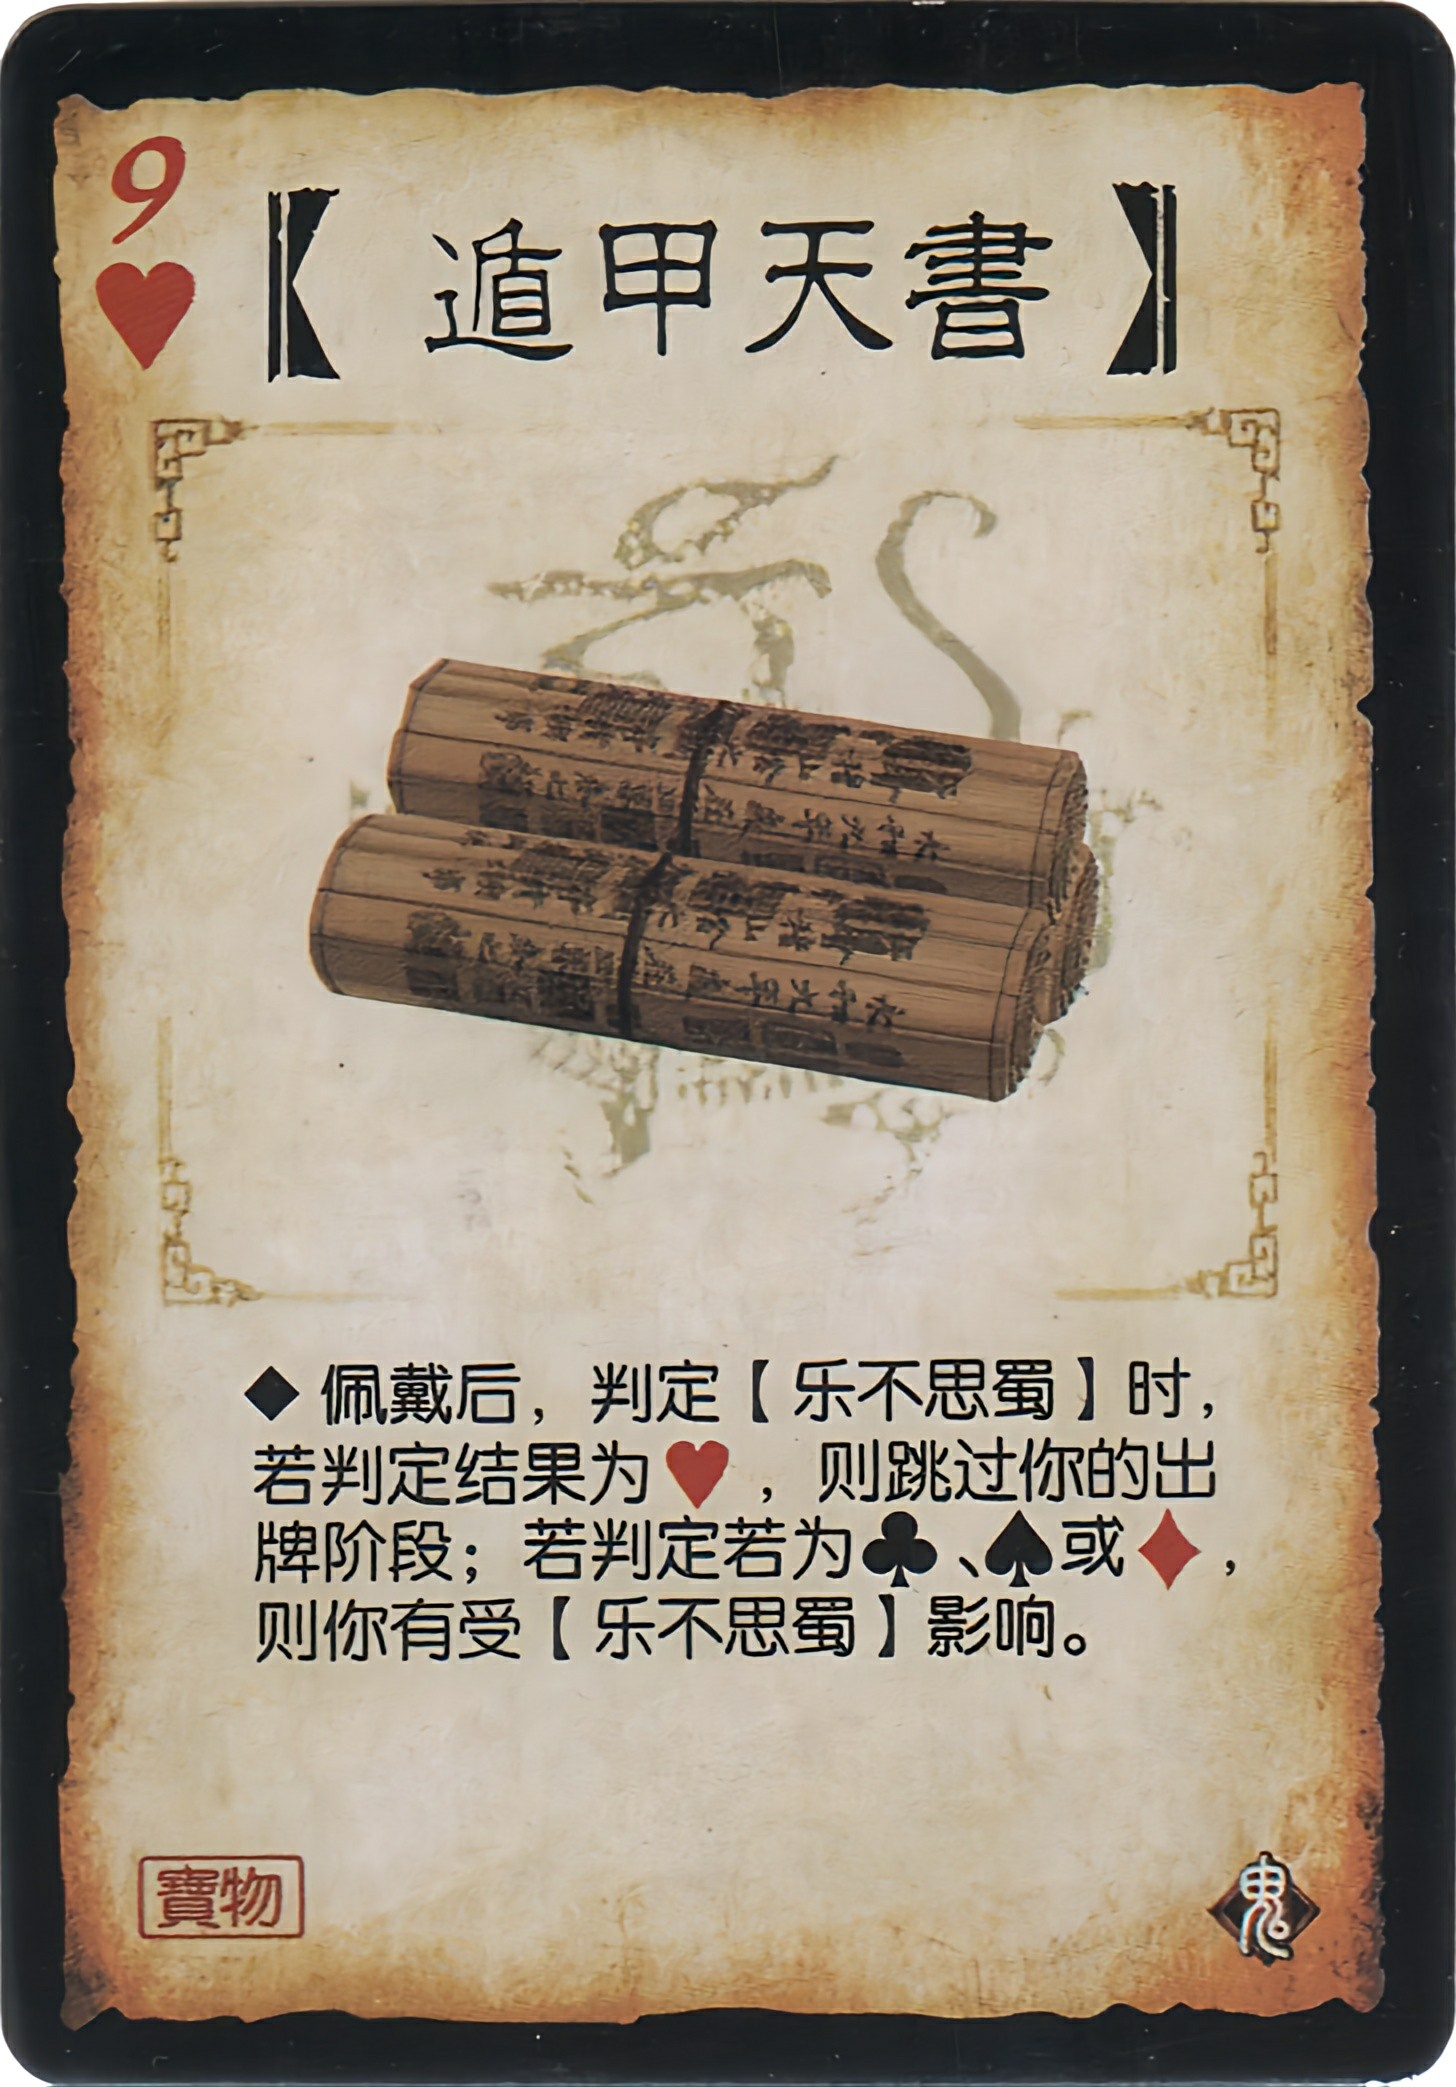 9
♥
【 遁甲天書 】
◆佩戴后，判定【乐不思蜀】时，
若判定结果为♥，则跳过你的出
牌阶段；若判定若为♣、♠或♦，
则你有受【乐不思蜀】影响。
寶物
鬼